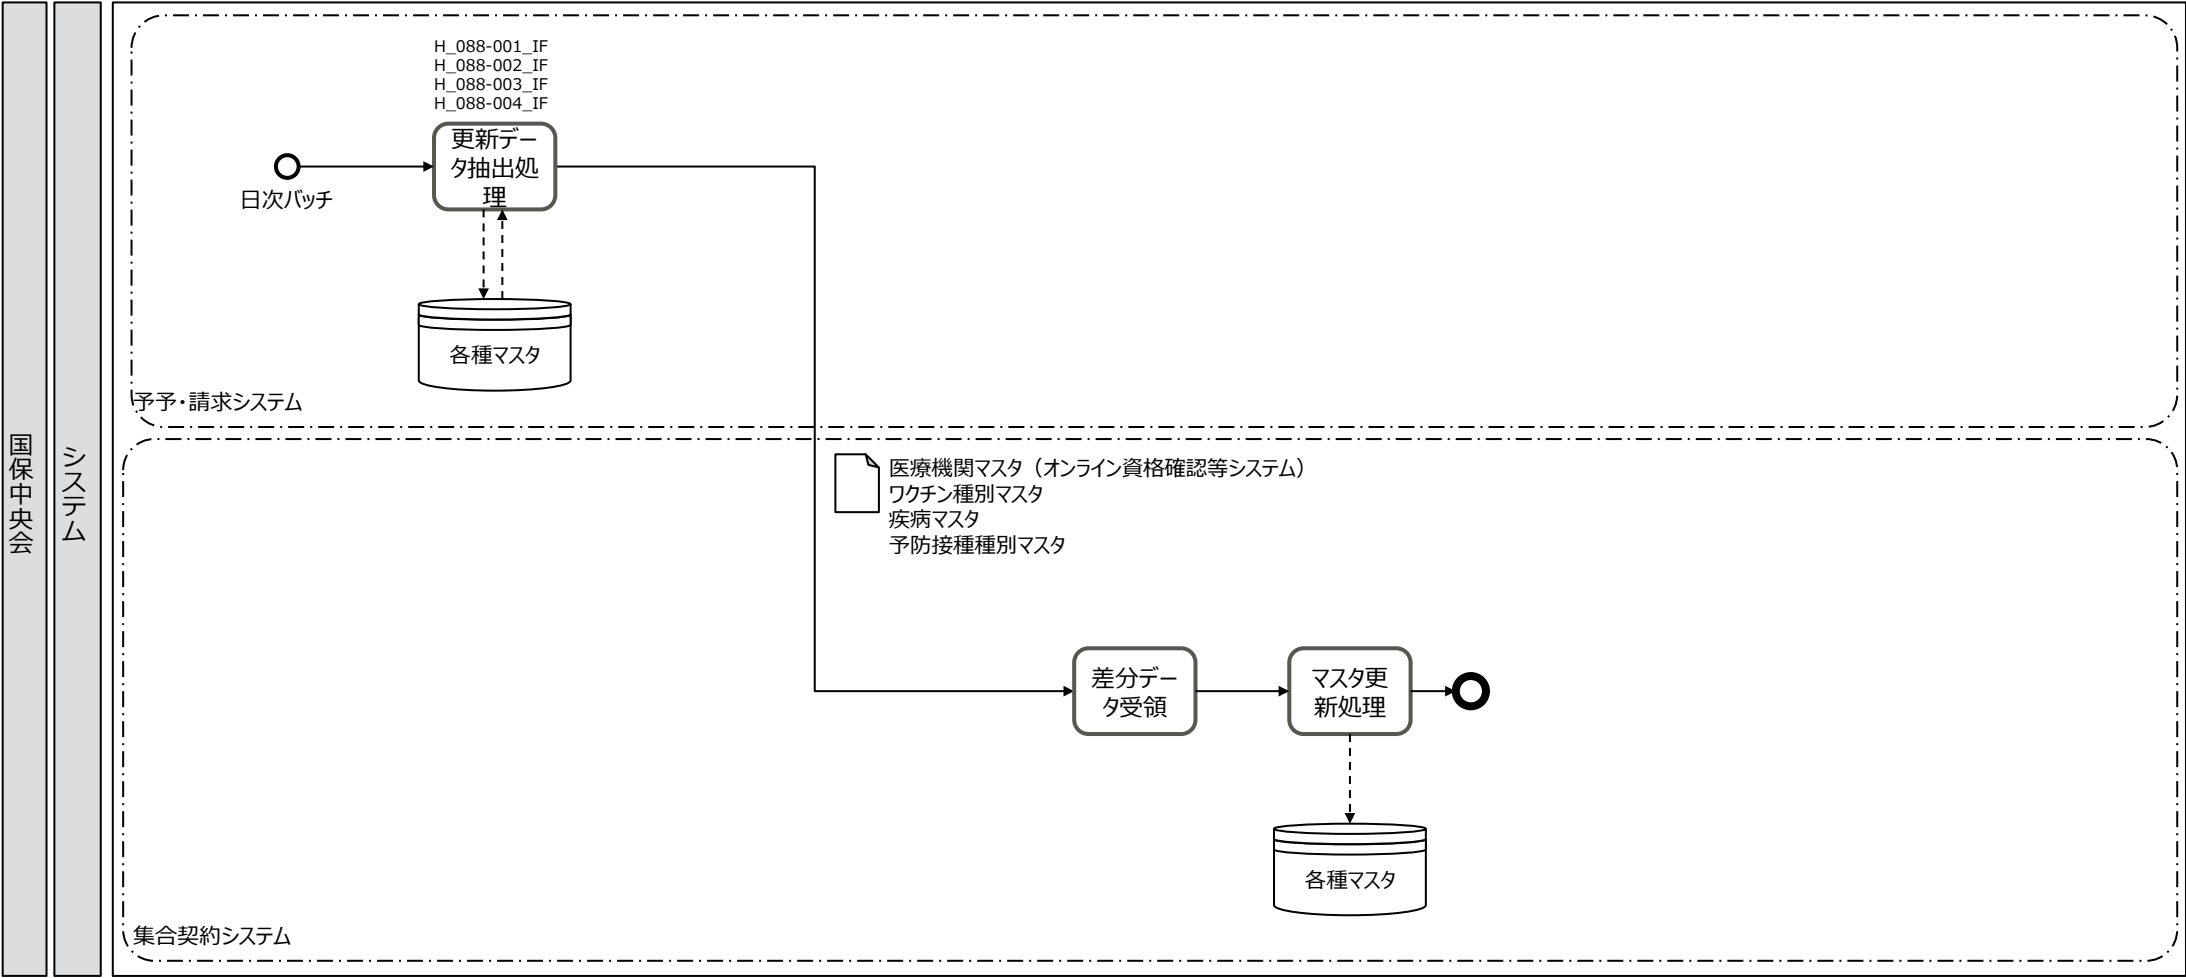 国保中央会
システム
H_088-001_IF
H_088-002_IF
H_088-003_IF
H_088-004_IF
更新デー
タ抽出処
理
日次バッチ
各種マスタ
予予・請求システム
医療機関マスタ（オンライン資格確認等システム）
ワクチン種別マスタ
疾病マスタ
予防接種種別マスタ
差分デー
タ受領
マスタ更
新処理
各種マスタ
集合契約システム